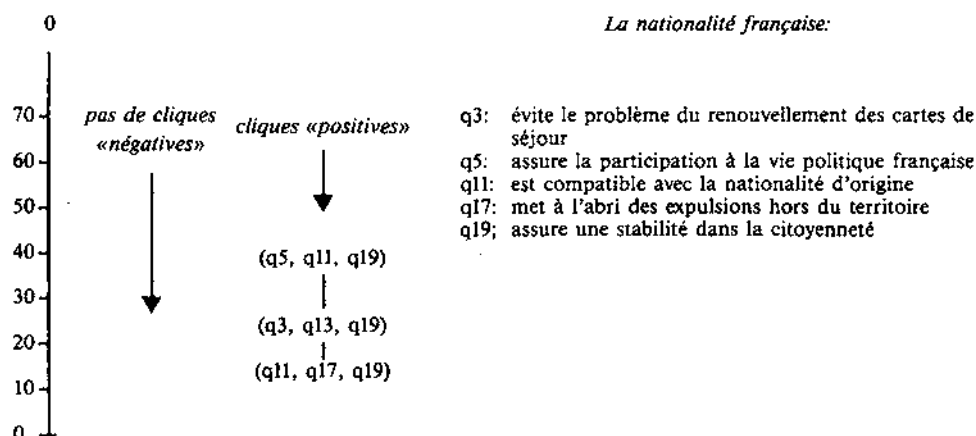 0
La nationalité française:
70
60
50
40
30
20
10
0
pas de cliques
«négatives»
cliques «positives»
(q5, q11, q19)
(q3, q13, q19)
(q11, q17, q19)
q3: évite le problème du renouvellement des cartes de
séjour
q5: assure la participation à la vie politique française
q11: est compatible avec la nationalité d'origine
q17: met à l'abri des expulsions hors du territoire
q19; assure une stabilité dans la citoyenneté